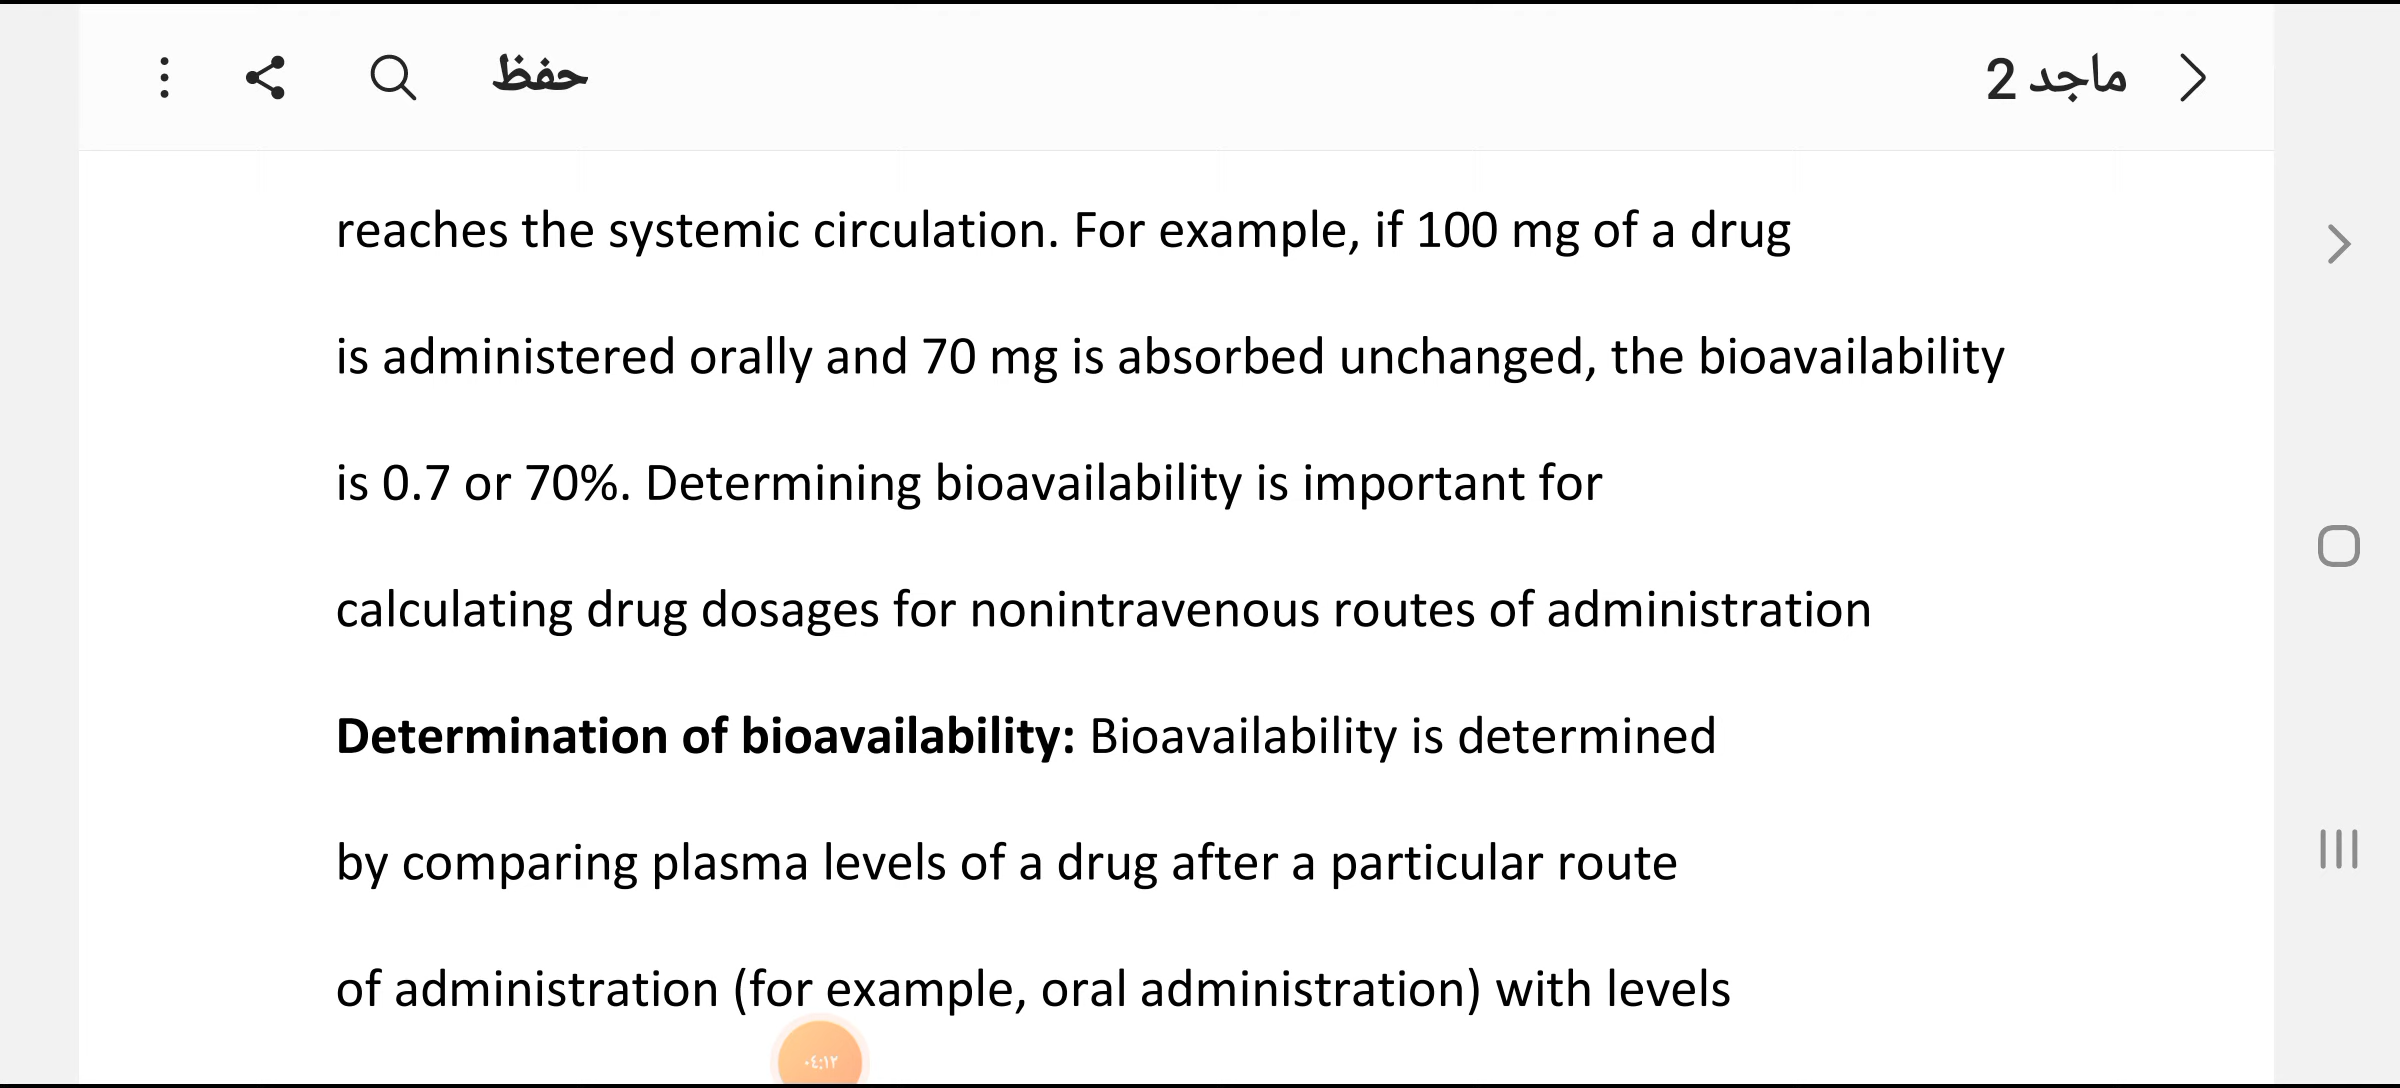 ماجد 2
حفظ
reaches the systemic circulation. For example, if 100 mg of a drug
is administered orally and 70 mg is absorbed unchanged, the bioavailability
is 0.7 or 70%. Determining bioavailability is important for
calculating drug dosages for nonintravenous routes of administration
Determination of bioavailability: Bioavailability is determined
by comparing plasma levels of a drug after a particular route
of administration (for example, oral administration) with levels
٠٤:١٢